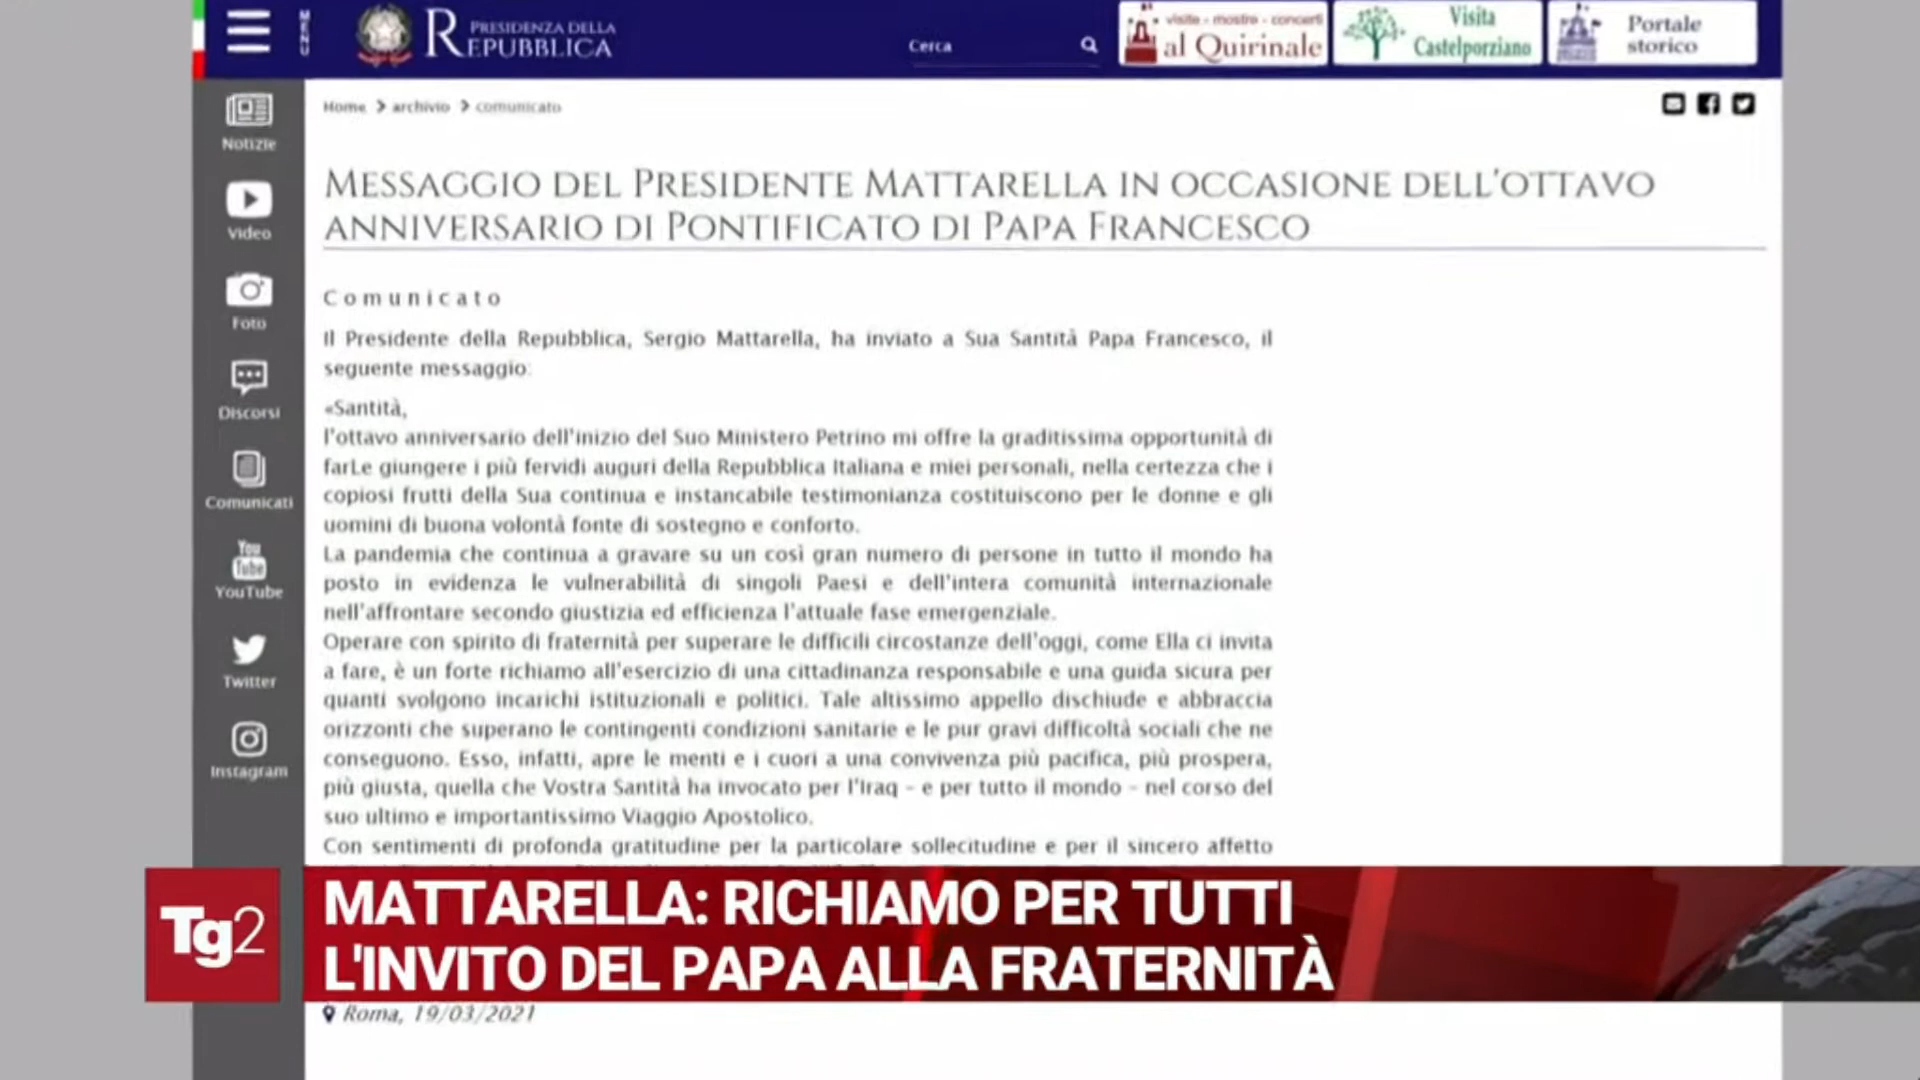 MENU
PRESIDENZA DELLA
REPUBBLICA
Cerca
visite - mostre - concerti
al Quirinale
Visita
Castelporziano
Portale
storico
Home > archivio > comunicato
Notizie
Video
Foto
Discorsi
Comunicati
You
Tube
YouTube
Twitter
Instagram
MESSAGGIO DEL PRESIDENTE MATTARELLA IN OCCASIONE DELL'OTTAVO
ANNIVERSARIO DI PONTIFICATO DI PAPA FRANCESCO
Comunicato
Il Presidente della Repubblica, Sergio Mattarella, ha inviato a Sua Santità Papa Francesco, il
seguente messaggio:
«Santità,
l'ottavo anniversario dell'inizio del Suo Ministero Petrino mi offre la graditissima opportunità di
farLe giungere i più fervidi auguri della Repubblica Italiana e miei personali, nella certezza che i
copiosi frutti della Sua continua e instancabile testimonianza costituiscono per le donne e gli
uomini di buona volontà fonte di sostegno e conforto.
La pandemia che continua a gravare su un così gran numero di persone in tutto il mondo ha
posto in evidenza le vulnerabilità di singoli Paesi e dell'intera comunità internazionale
nell'affrontare secondo giustizia ed efficienza l'attuale fase emergenziale.
Operare con spirito di fraternità per superare le difficili circostanze dell'oggi, come Ella ci invita
a fare, è un forte richiamo all'esercizio di una cittadinanza responsabile e una guida sicura per
quanti svolgono incarichi istituzionali e politici. Tale altissimo appello dischiude e abbraccia
orizzonti che superano le contingenti condizioni sanitarie e le pur gravi difficoltà sociali che ne
conseguono. Esso, infatti, apre le menti e i cuori a una convivenza più pacifica, più prospera,
più giusta, quella che Vostra Santità ha invocato per l'Iraq - e per tutto il mondo - nel corso del
suo ultimo e importantissimo Viaggio Apostolico.
Con sentimenti di profonda gratitudine per la particolare sollecitudine e per il sincero affetto
Tg2
MATTARELLA: RICHIAMO PER TUTTI
L'INVITO DEL PAPA ALLA FRATERNITÀ
Roma, 19/03/2021